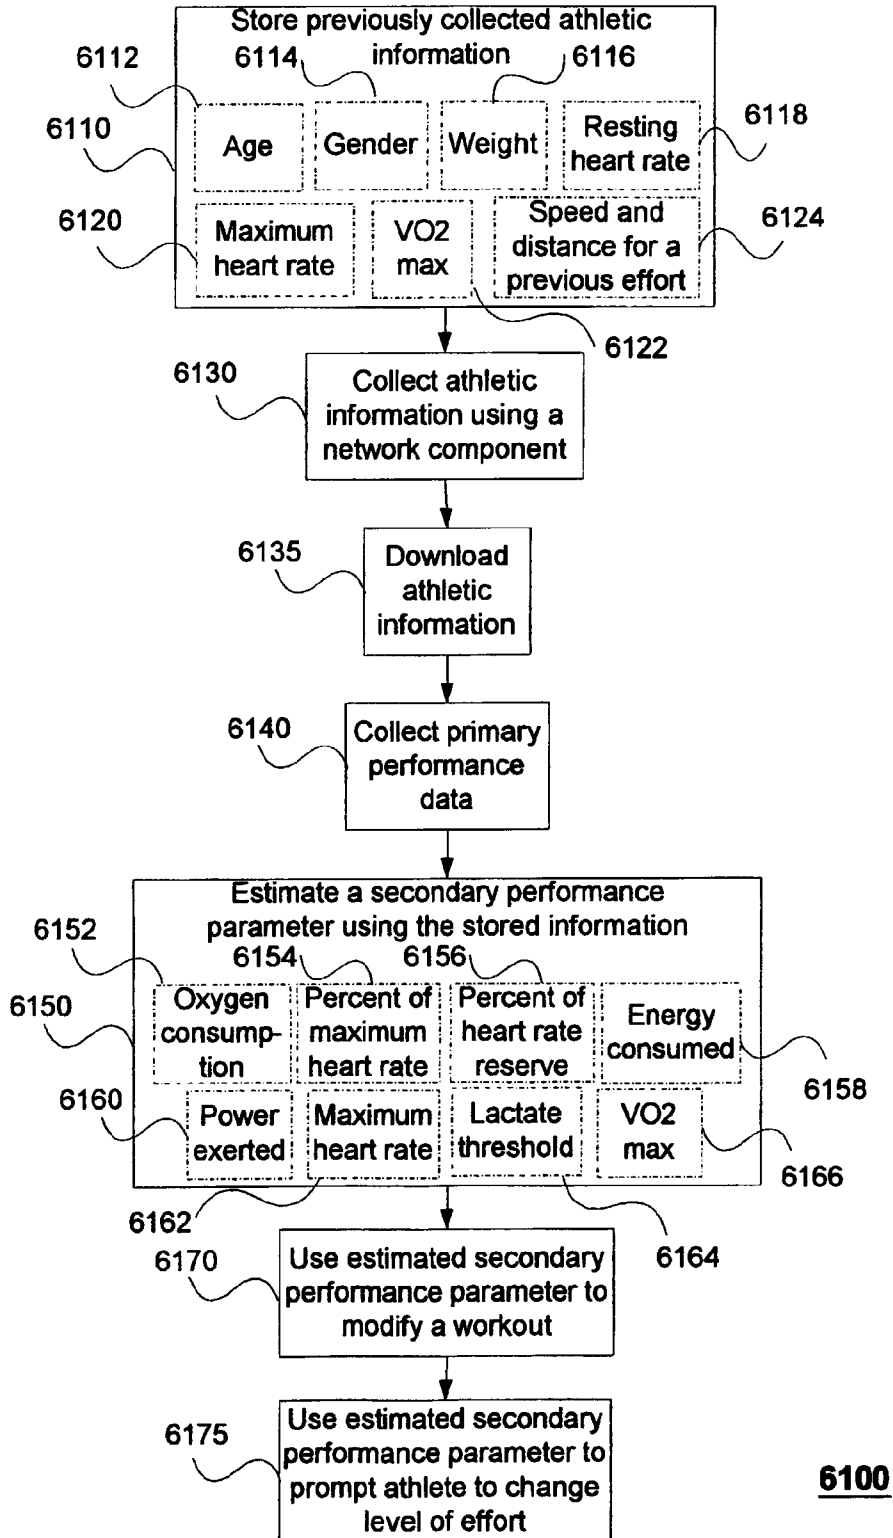 Store previously collected athletic
information
6112
6114
6116
6110
6118
Age
Gender
Weight
Resting
heart rate
6120
6124
Maximum
heart rate
VO2
max
Speed and
distance for a
previous effort
6122
6130
Collect athletic
information using a
network component
6135
Download
athletic
information
6140
Collect primary
performance
data
Estimate a secondary performance
parameter using the stored information
6152
6154
6156
6150
Oxygen
consump-
tion
Percent of
maximum
heart rate
Percent of
heart rate
reserve
Energy
consumed
6158
6160
Power
exerted
Maximum
heart rate
Lactate
threshold
VO2
max
6166
6162
6164
6170
Use estimated secondary
performance parameter to
modify a workout
6175
Use estimated secondary
performance parameter to
prompt athlete to change
level of effort
6100